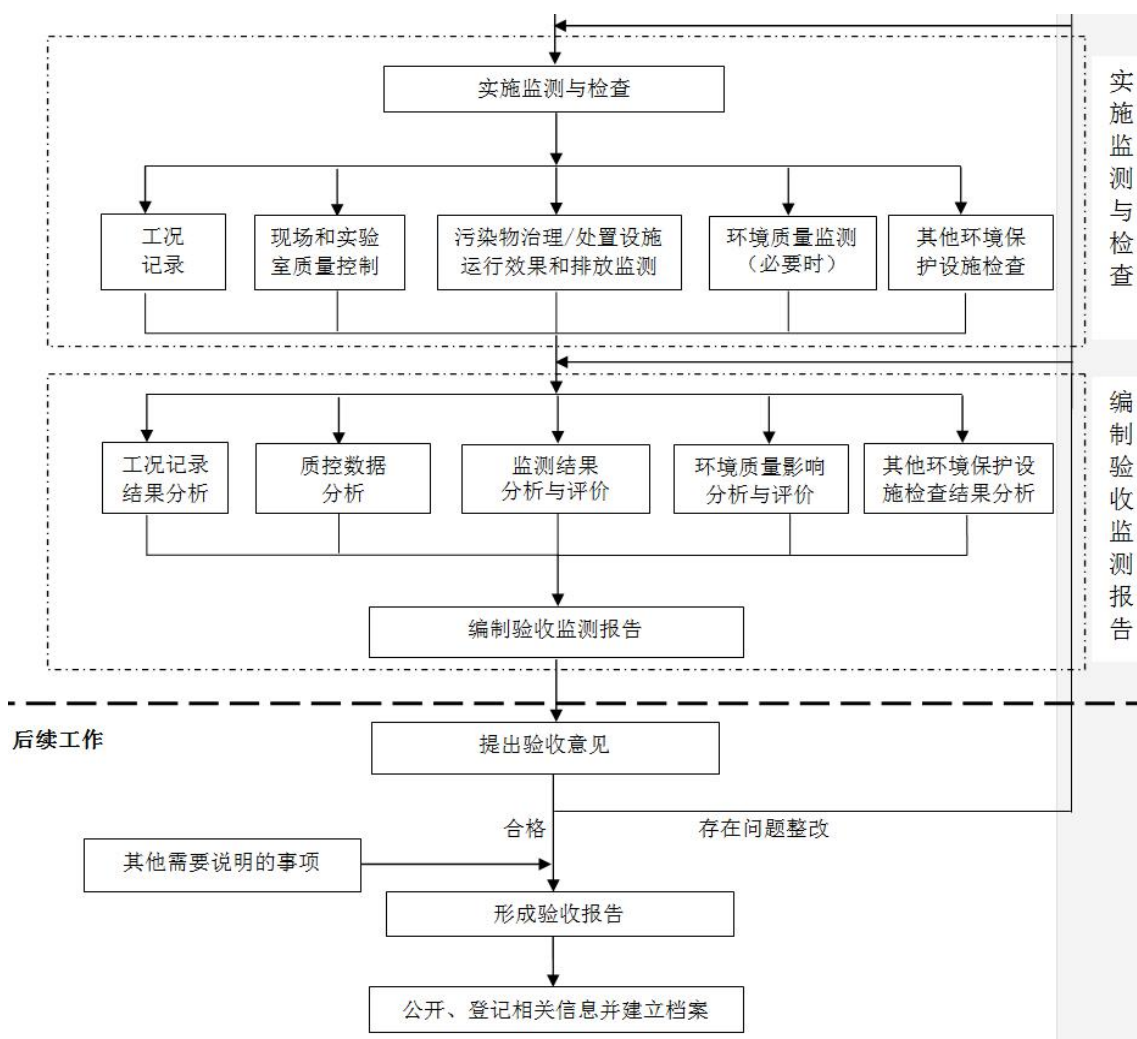 实施监测与检查
工况
记录
现场和实验
室质量控制
污染物治理/处置设施
运行效果和排放监测
环境质量监测
（必要时）
其他环境保
护设施检查
实施监测与检查
工况记录
结果分析
质控数据
分析
监测结果
分析与评价
环境质量影响
分析与评价
其他环境保护设
施检查结果分析
编制验收监测报告
编制验收监测报告
后续工作
提出验收意见
合格
存在问题整改
其他需要说明的事项
形成验收报告
公开、登记相关信息并建立档案